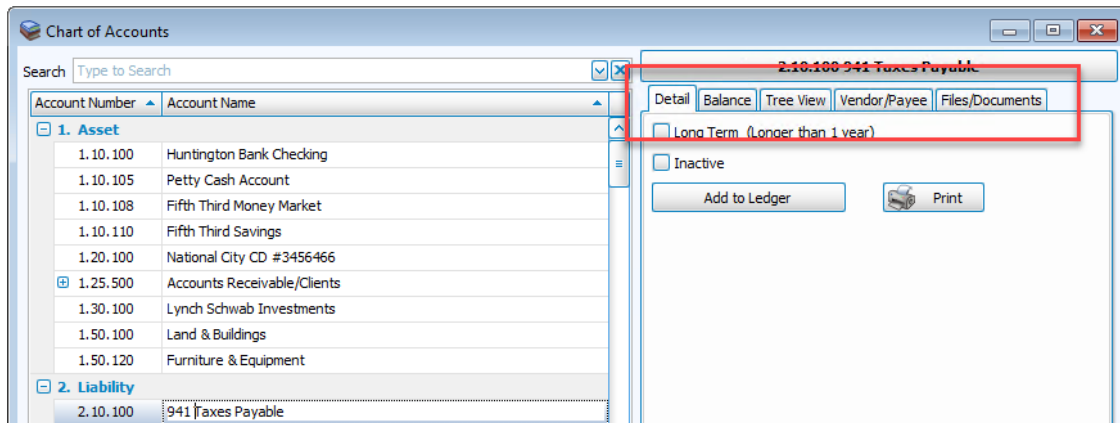 Chart of Accounts
Search Type to Search
Account Number Account Name
1. Asset
1.10.100 Huntington Bank Checking
1.10.105 Petty Cash Account
1.10.108 Fifth Third Money Market
1.10.110 Fifth Third Savings
1.20.100 National City CD #3456466
1.25.500 Accounts Receivable/Clients
1.30.100 Lynch Schwab Investments
1.50.100 Land & Buildings
1.50.120 Furniture & Equipment
2. Liability
2.10.100 941 Taxes Payable
2.10.100 941 Taxes Payable
Detail Balance Tree View Vendor/Payee Files/Documents
Long Term (Longer than 1 year)
Inactive
Add to Ledger Print